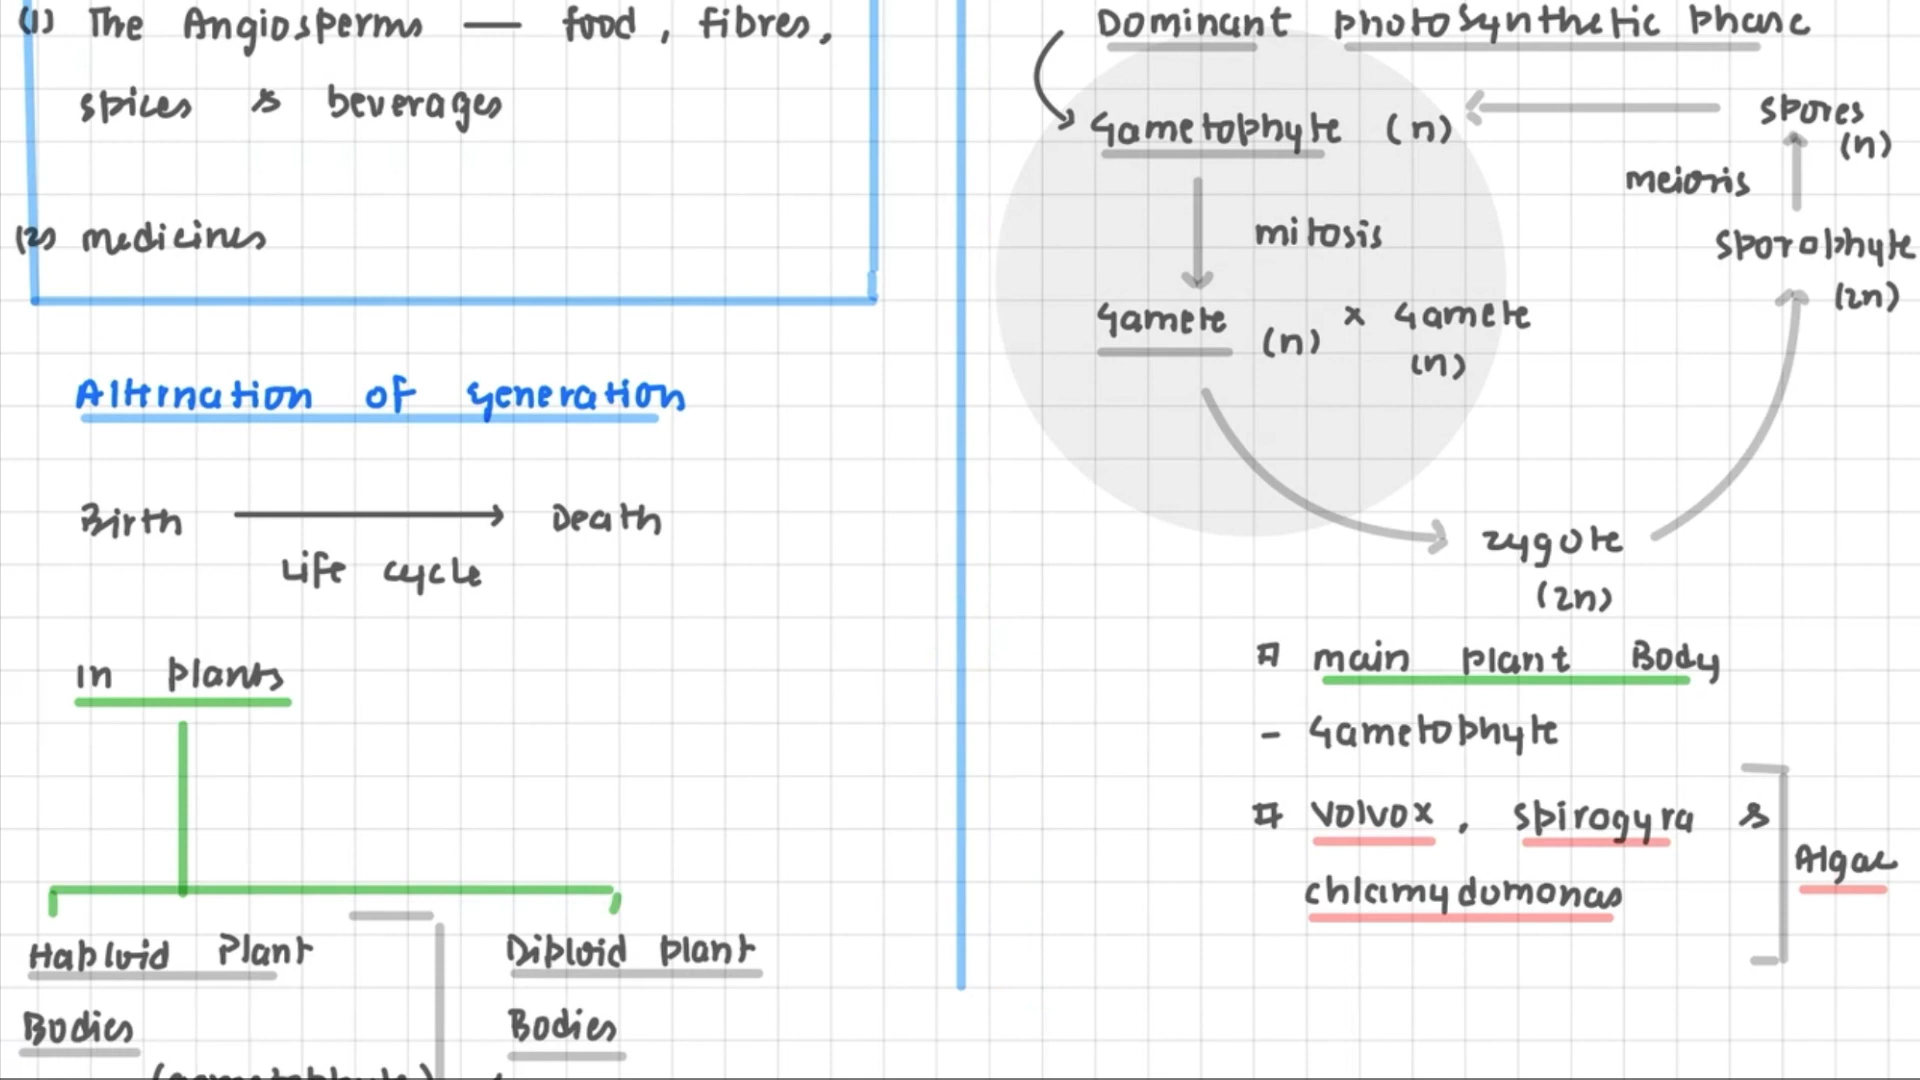 (1) The Angiosperms — food, fibres,
spices & beverages
(2) medicines
Alternation of generation
Birth → Death
Life cycle
In plants
Haploid Plant
Bodies
(gametophyte)
Diploid plant
Bodies
Dominant photosynthetic phase
Gametophyte (n)
spores
(n)
meiosis
sporophyte
(2n)
mitosis
Gamete (n) × Gamete
(n)
zygote
(2n)
# main plant Body
- Gametophyte
# volvox, spirogyra &
chlamydomonas
Algae